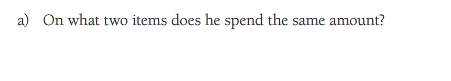 a) On what two items does he spend the same amount?